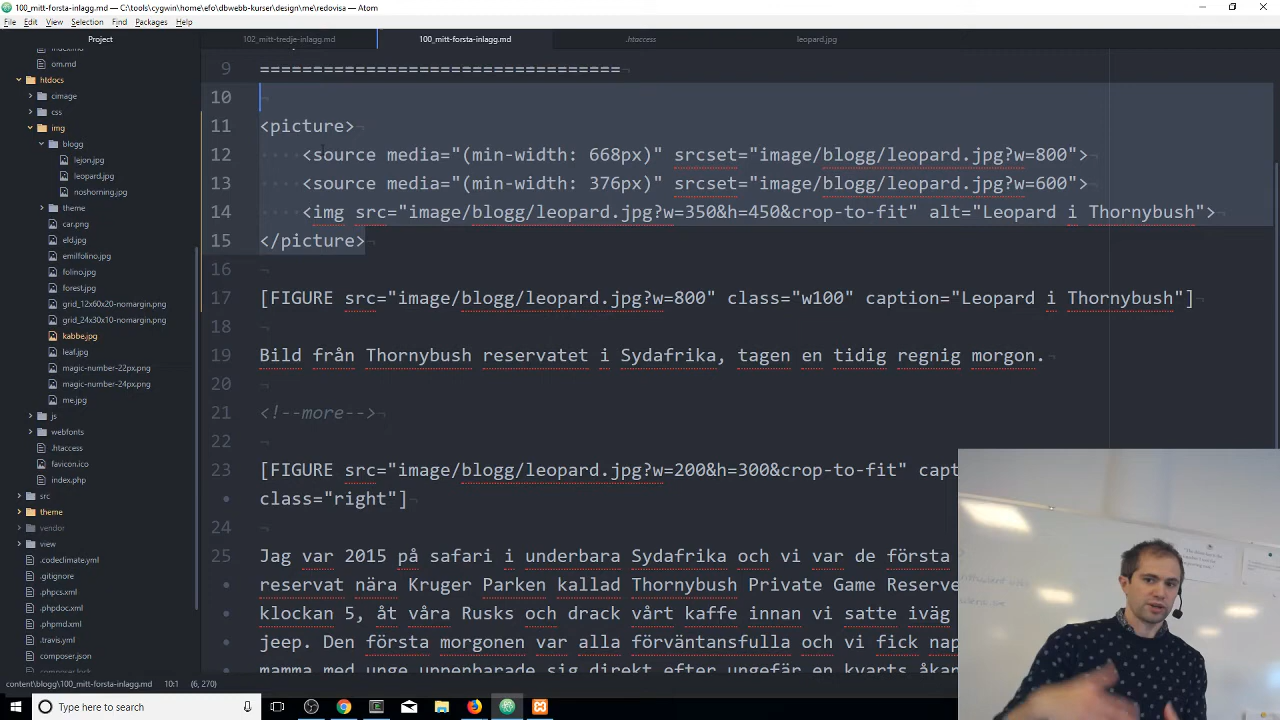 100_mitt-forsta-inlagg.md — C:\tools\cygwin\home\efo\dbwebb-kurser\design\me\redovisa — Atom
File Edit View Selection Find Packages Help
Project
102_mitt-tredje-inlagg.md
100_mitt-forsta-inlagg.md
.htaccess
leopard.jpg
om.md
htdocs
cimage
css
img
blogg
lejon.jpg
leopard.jpg
noshorning.jpg
theme
car.png
eld.jpg
emilfolino.jpg
folino.jpg
forest.jpg
grid_12x60x20-nomargin.png
grid_24x30x10-nomargin.png
kabbe.jpg
leaf.jpg
magic-number-22px.png
magic-number-24px.png
me.jpg
js
webfonts
.htaccess
favicon.ico
index.php
src
theme
vendor
view
.codeclimate.yml
.gitignore
.phpcs.xml
.phpdoc.xml
.phpmd.xml
.travis.yml
composer.json
composer.lock
9 ==================================
10
11 <picture>
12 <source media="(min-width: 668px)" srcset="image/blogg/leopard.jpg?w=800">
13 <source media="(min-width: 376px)" srcset="image/blogg/leopard.jpg?w=600">
14 <img src="image/blogg/leopard.jpg?w=350&h=450&crop-to-fit" alt="Leopard i Thornybush">
15 </picture>
16
17 [FIGURE src="image/blogg/leopard.jpg?w=800" class="w100" caption="Leopard i Thornybush"]
18
19 Bild från Thornybush reservatet i Sydafrika, tagen en tidig regnig morgon.
20
21 <!--more-->
22
23 [FIGURE src="image/blogg/leopard.jpg?w=200&h=300&crop-to-fit" capt
class="right"]
24
25 Jag var 2015 på safari i underbara Sydafrika och vi var de första
reservat nära Kruger Parken kallad Thornybush Private Game Reserve
klockan 5, åt våra Rusks och drack vårt kaffe innan vi satte iväg
jeep. Den första morgonen var alla förväntansfulla och vi fick nap
mamma med unge uppenbarade sig direkt efter ungefär en kvarts åkan
content\blogg\100_mitt-forsta-inlagg.md 10:1 (6, 270)
Type here to search